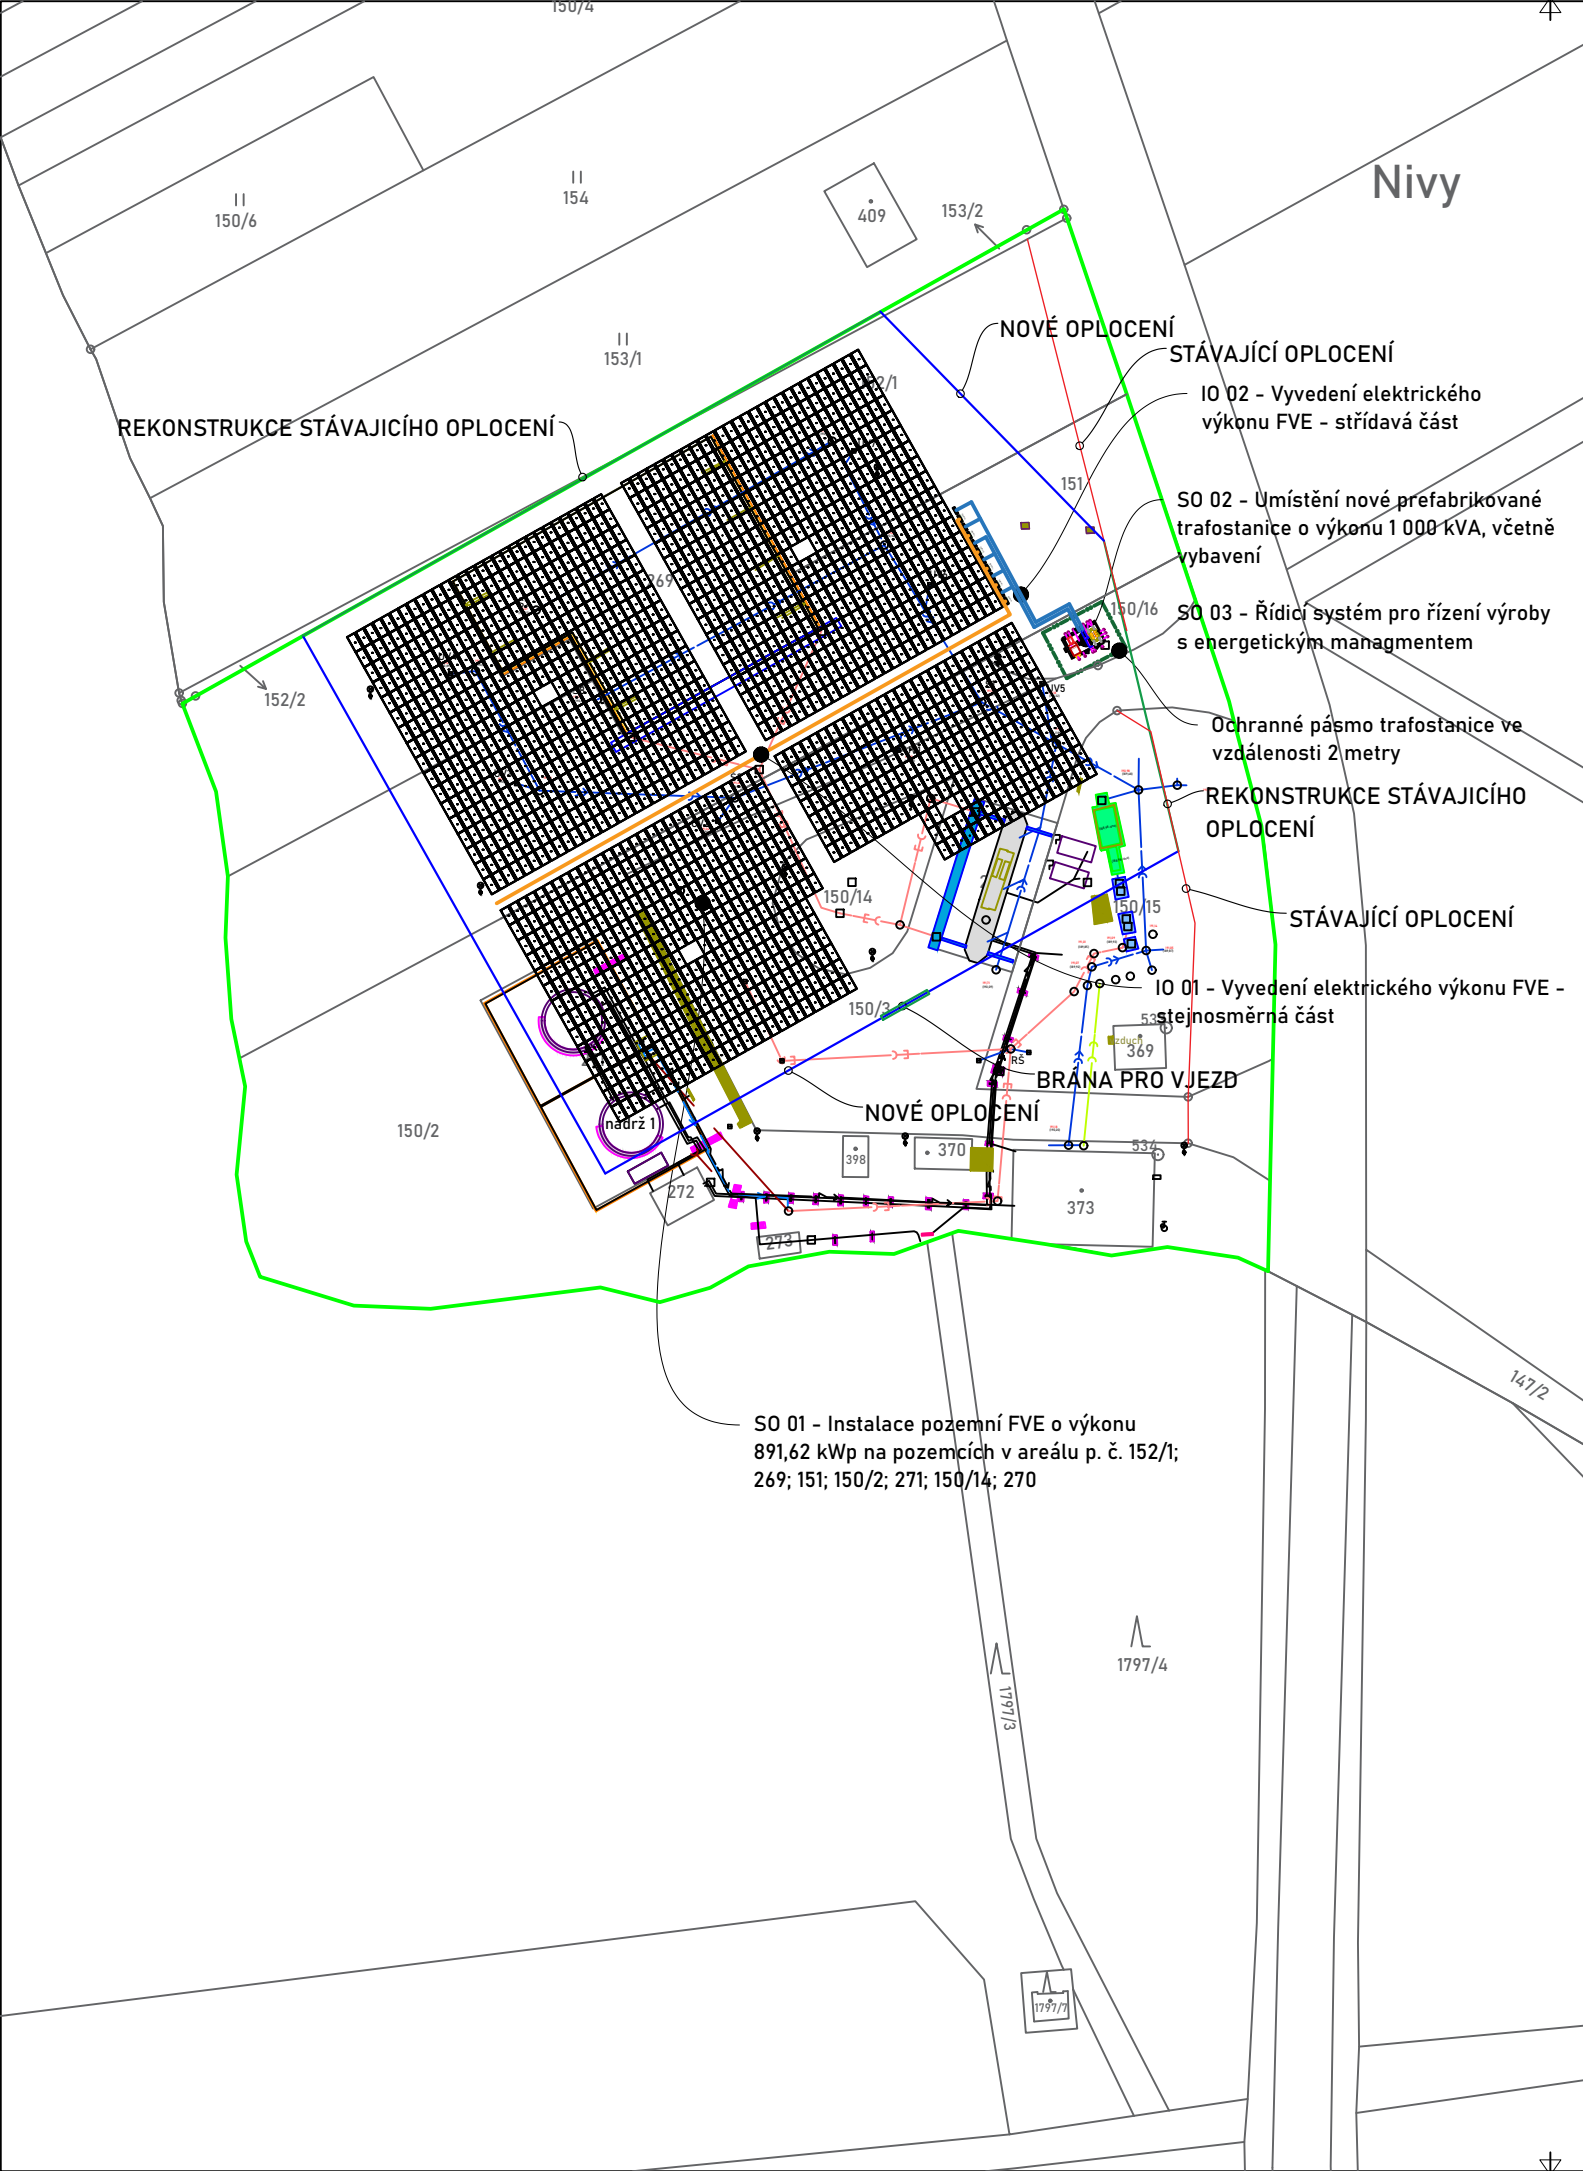 150/4
Nivy
154
150/6
409
153/2
NOVÉ OPLOCENÍ
153/1
STÁVAJÍCÍ OPLOCENÍ
IO 02 - Vyvedení elektrického
výkonu FVE - střídavá část
REKONSTRUKCE STÁVAJICÍHO OPLOCENÍ
151
SO 02 - Umístění nové prefabrikované
trafostanice o výkonu 1 000 kVA, včetně
vybavení
269
150/16
SO 03 - Řídicí systém pro řízení výroby
s energetickým managmentem
152/2
Ochranné pásmo trafostanice ve
vzdálenosti 2 metry
REKONSTRUKCE STÁVAJICÍHO
OPLOCENÍ
150/14
150/15
STÁVAJÍCÍ OPLOCENÍ
IO 01 - Vyvedení elektrického výkonu FVE -
stejnosměrná část
150/3
369
RŠ
BRÁNA PRO VJEZD
NOVÉ OPLOCENÍ
nádrž 1
150/2
398
370
534
272
373
273
147/2
SO 01 - Instalace pozemní FVE o výkonu
891,62 kWp na pozemcích v areálu p. č. 152/1;
269; 151; 150/2; 271; 150/14; 270
1797/4
1797/3
1797/7